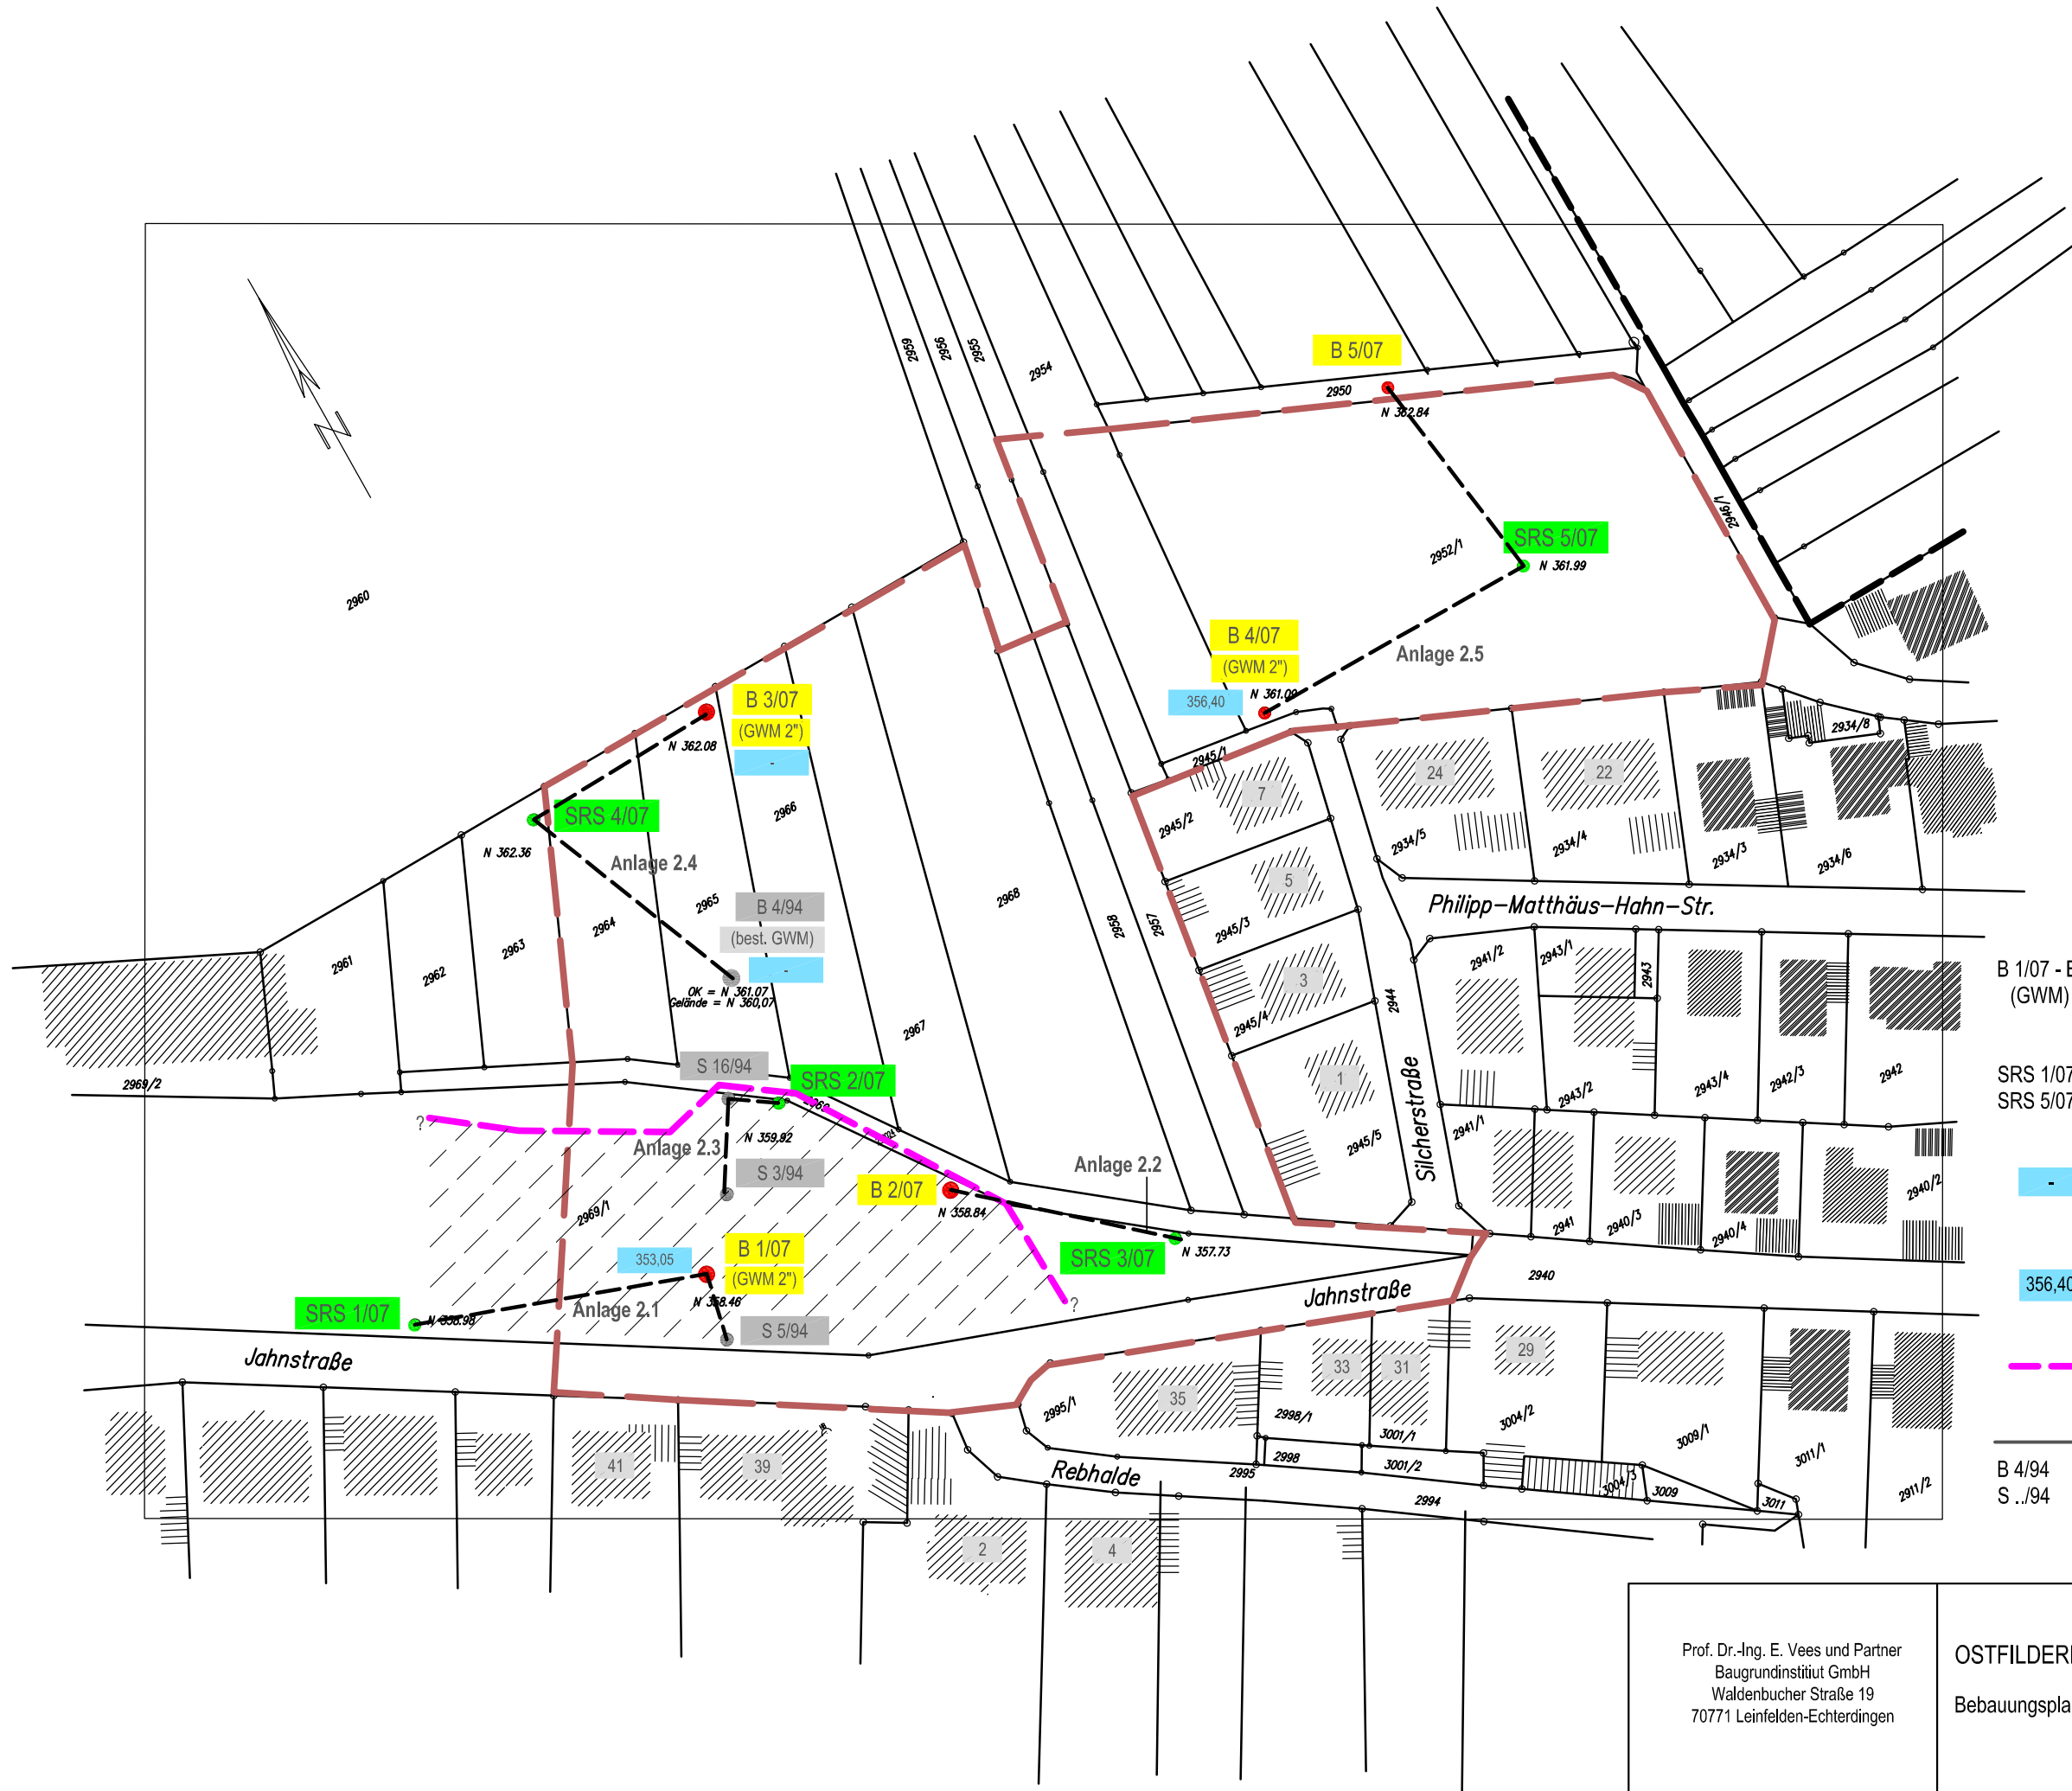 B 5/07
2950
N 362.84
2959
2956
2955
2954
N
2946/1
SRS 5/07
2952/1
N 361.99
2960
B 4/07
(GWM 2")
Anlage 2.5
N 361.09
356,40
B 3/07
(GWM 2")
N 362.08
-
2945/1
2934/8
24
22
7
SRS 4/07
2966
2945/2
2934/5
2934/4
2934/3
2934/6
N 362.36
Anlage 2.4
5
2965
2968
B 4/94
(best. GWM)
-
2964
2963
2958
2957
2945/3
Philipp-Matthäus-Hahn-Str.
2961
2962
OK = N 361.07
Gelände = N 360,07
3
2941/2
2943/1
2943
2944
2945/4
2967
B 1/07 - B
(GWM)
2969/2
S 16/94
SRS 2/07
2969
1
2943/2
2943/4
2942/3
2942
SRS 1/07
SRS 5/07
?
N 359.92
Anlage 2.3
S 3/94
B 2/07
N 358.84
Anlage 2.2
2945/5
Silcherstraße
2941/1
2941
2940/3
2940/4
2940/2
-
2969/1
353,05
B 1/07
(GWM 2")
N 358.46
SRS 3/07
N 357.73
2940
SRS 1/07
N 358.98
Anlage 2.1
S 5/94
?
Jahnstraße
356,40
Jahnstraße
35
33
31
29
2995/1
2998/1
3001/1
3004/2
3009/1
3011/1
2911/2
41
39
Rebhalde
2995
2998
3001/2
3004/3
3009
3011
2994
B 4/94
S ../94
2
4
Prof. Dr.-Ing. E. Vees und Partner
Baugrundinstitiut GmbH
Waldenbucher Straße 19
70771 Leinfelden-Echterdingen
OSTFILDER
Bebauungspla